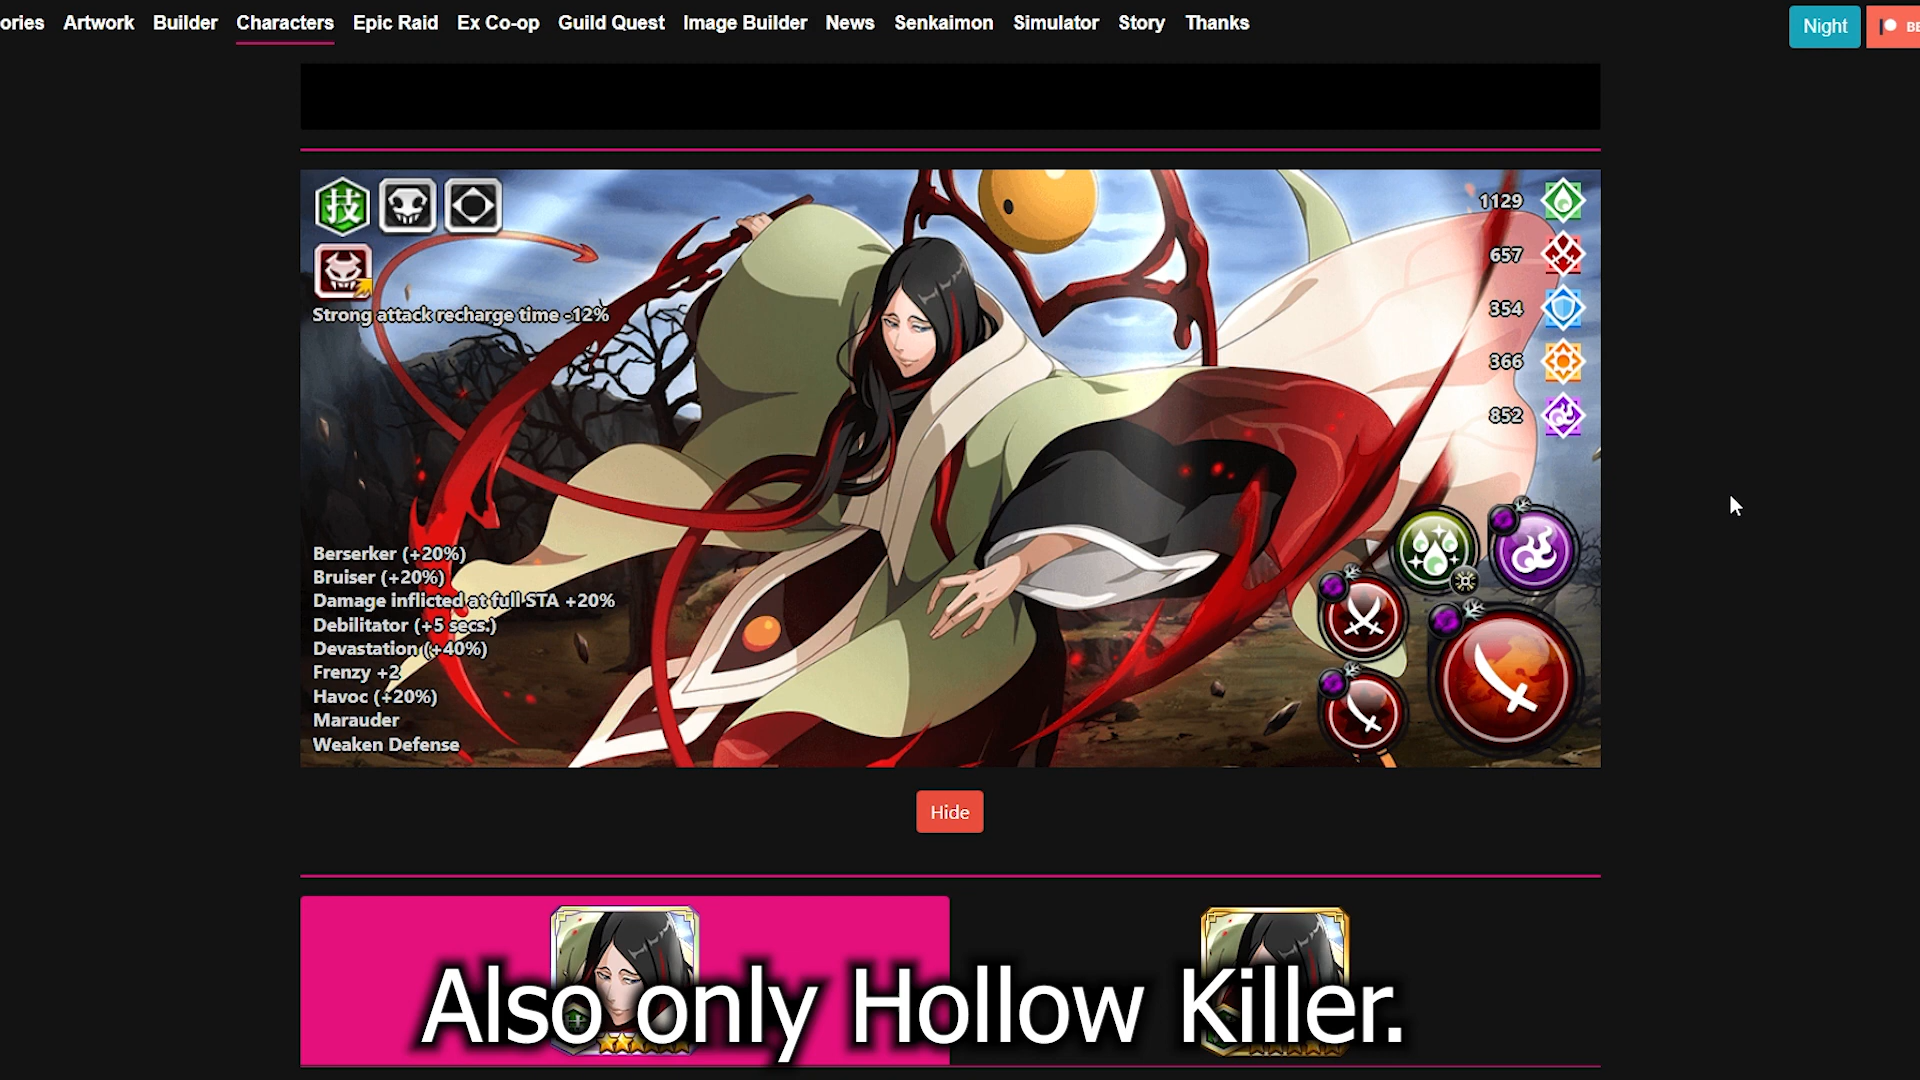 ories Artwork Builder Characters Epic Raid Ex Co-op Guild Quest Image Builder News Senkaimon Simulator Story Thanks Night BE
技
1129
657
Strong attack recharge time -12%
354
366
852
Berserker (+20%)
Bruiser (+20%)
Damage inflicted at full STA +20%
Debilitator (+5 secs.)
Devastation (+40%)
Frenzy +2
Havoc (+20%)
Marauder
Weaken Defense
Hide
Also only Hollow Killer.